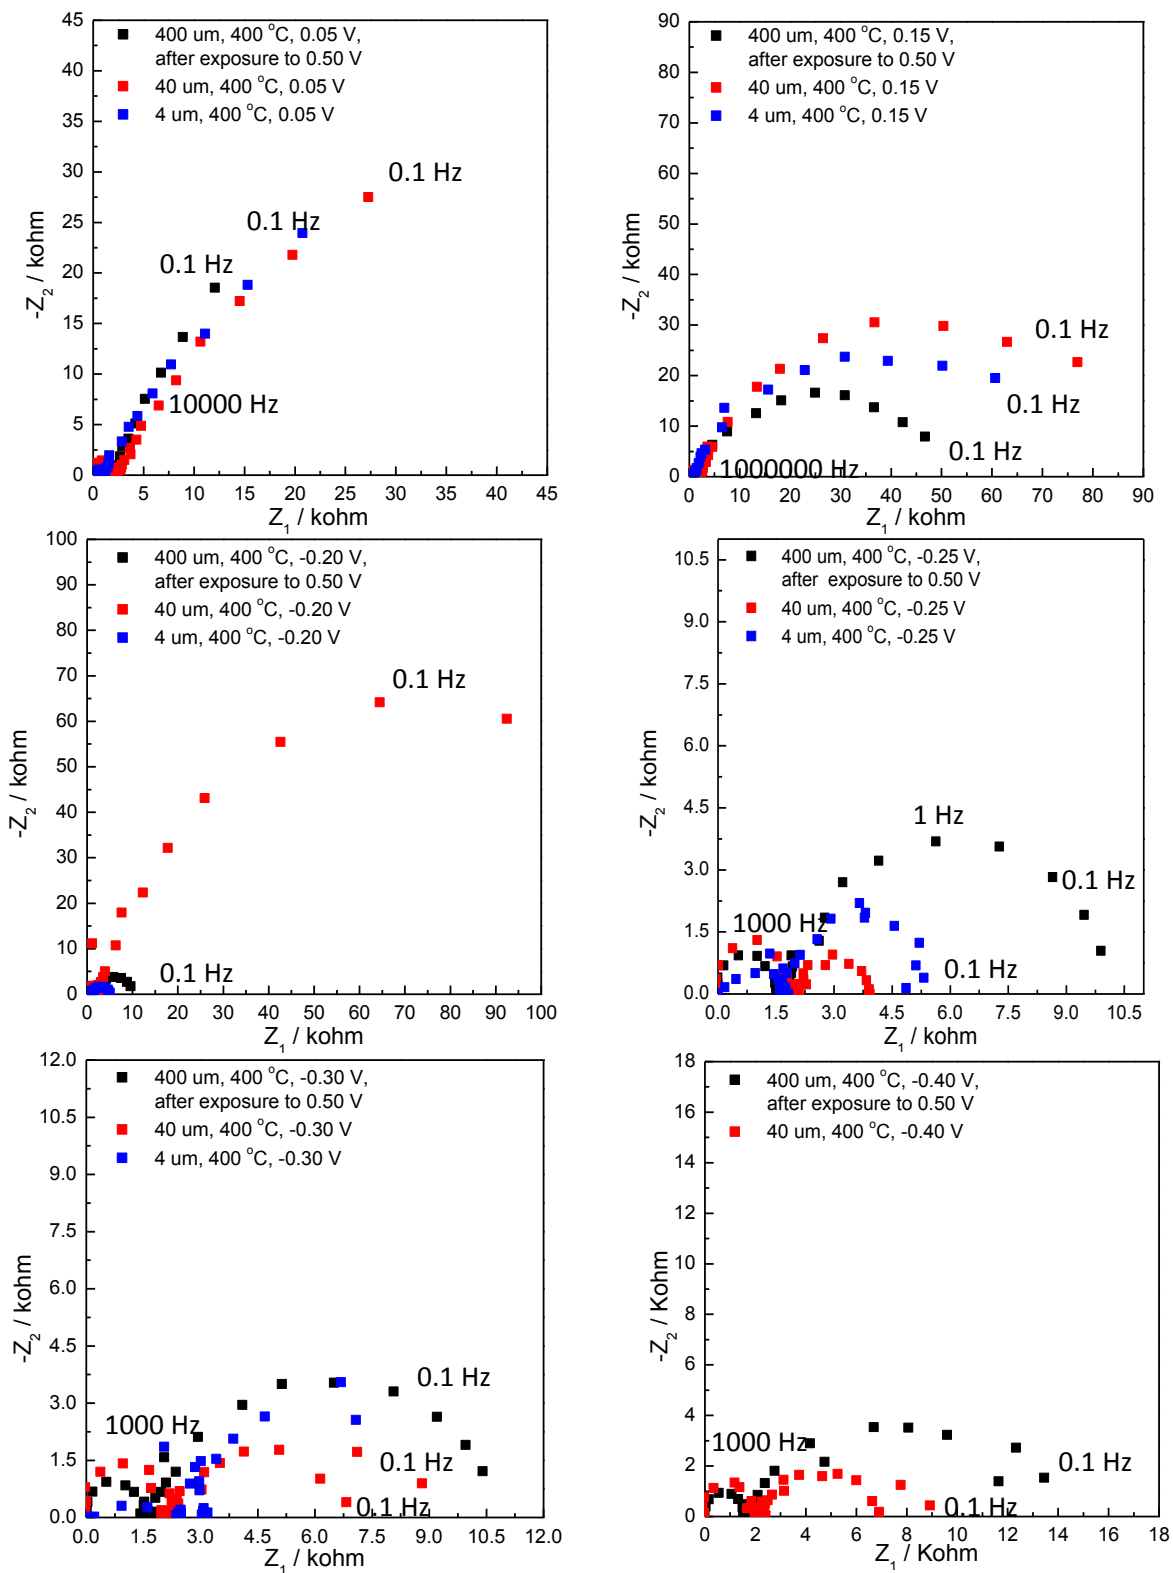 45
40
35
30
25
20
15
10
5
0
-Z2 / kohm
400 um, 400 °C, 0.05 V,
after exposure to 0.50 V
40 um, 400 °C, 0.05 V
4 um, 400 °C, 0.05 V
0.1 Hz
0.1 Hz
0.1 Hz
10000 Hz
0 5 10 15 20 25 30 35 40 45
Z1 / kohm
90
80
70
60
50
40
30
20
10
0
-Z2 / kohm
400 um, 400 °C, 0.15 V,
after exposure to 0.50 V
40 um, 400 °C, 0.15 V
4 um, 400 °C, 0.15 V
0.1 Hz
0.1 Hz
0.1 Hz
1000000 Hz
0 10 20 30 40 50 60 70 80 90
Z1 / kohm
100
90
80
70
60
50
40
30
20
10
0
-Z2 / kohm
400 um, 400 °C, -0.20 V,
after exposure to 0.50 V
40 um, 400 °C, -0.20 V
4 um, 400 °C, -0.20 V
0.1 Hz
0.1 Hz
0 10 20 30 40 50 60 70 80 90 100
Z1 / kohm
10.5
9.0
7.5
6.0
4.5
3.0
1.5
0.0
-Z2 / kohm
400 um, 400 °C, -0.25 V,
after exposure to 0.50 V
40 um, 400 °C, -0.25 V
4 um, 400 °C, -0.25 V
1 Hz
0.1 Hz
1000 Hz
0.1 Hz
0.0 1.5 3.0 4.5 6.0 7.5 9.0 10.5
Z1 / kohm
12.0
10.5
9.0
7.5
6.0
4.5
3.0
1.5
0.0
-Z2 / kohm
400 um, 400 °C, -0.30 V,
after exposure to 0.50 V
40 um, 400 °C, -0.30 V
4 um, 400 °C, -0.30 V
0.1 Hz
1000 Hz
0.1 Hz
0.1 Hz
0.0 1.5 3.0 4.5 6.0 7.5 9.0 10.5 12.0
Z1 / kohm
18
16
14
12
10
8
6
4
2
0
-Z2 / Kohm
400 um, 400 °C, -0.40 V,
after exposure to 0.50 V
40 um, 400 °C, -0.40 V
1000 Hz
0.1 Hz
0.1 Hz
0 2 4 6 8 10 12 14 16 18
Z1 / Kohm